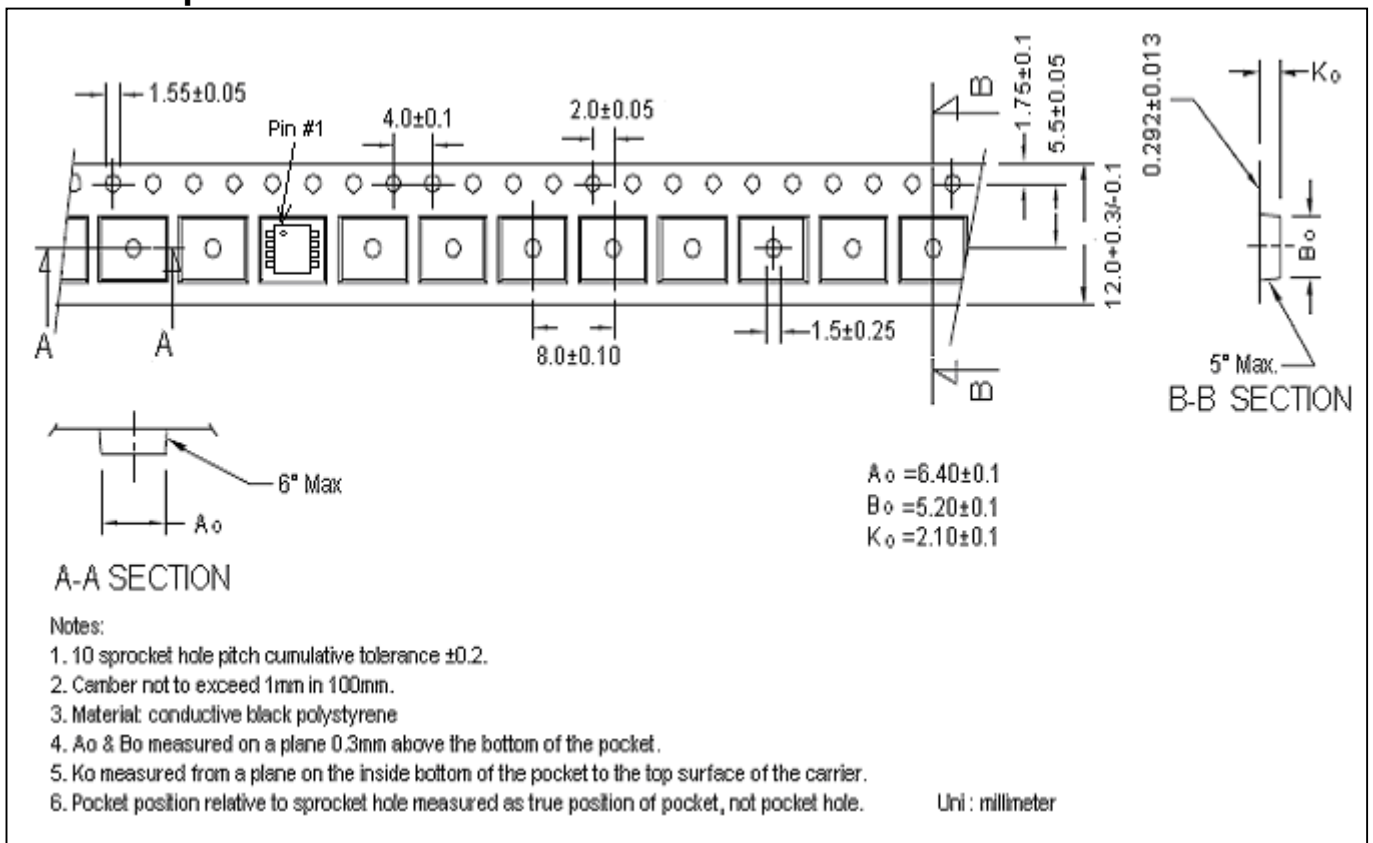 1.55±0.05
Pin #1
4.0±0.1
2.0±0.05
B
1.75±0.1
5.5±0.05
12.0+0.3/-0.1
0.292±0.013
Ko
Bo
5° Max.
B-B SECTION
A
A
8.0±0.10
1.5±0.25
B
6° Max
Ao
A-A SECTION
Ao =6.40±0.1
Bo =5.20±0.1
Ko =2.10±0.1
Notes:
1. 10 sprocket hole pitch cumulative tolerance ±0.2.
2. Camber not to exceed 1mm in 100mm.
3. Material: conductive black polystyrene
4. Ao & Bo measured on a plane 0.3mm above the bottom of the pocket.
5. Ko measured from a plane on the inside bottom of the pocket to the top surface of the carrier.
6. Pocket position relative to sprocket hole measured as true position of pocket, not pocket hole.
Uni : millimeter